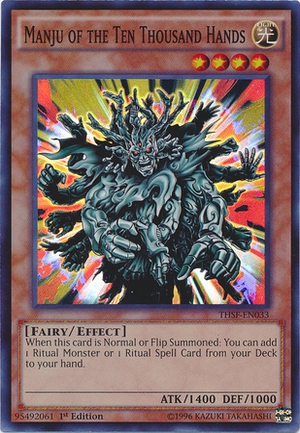 MANJU OF THE TEN THOUSAND HANDS
LIGHT
光
THSF-EN033
[FAIRY/EFFECT]
When this card is Normal or Flip Summoned: You can add
1 Ritual Monster or 1 Ritual Spell Card from your Deck
to your hand.
ATK/1400 DEF/1000
95492061 1st Edition ©1996 KAZUKI TAKAHASHI